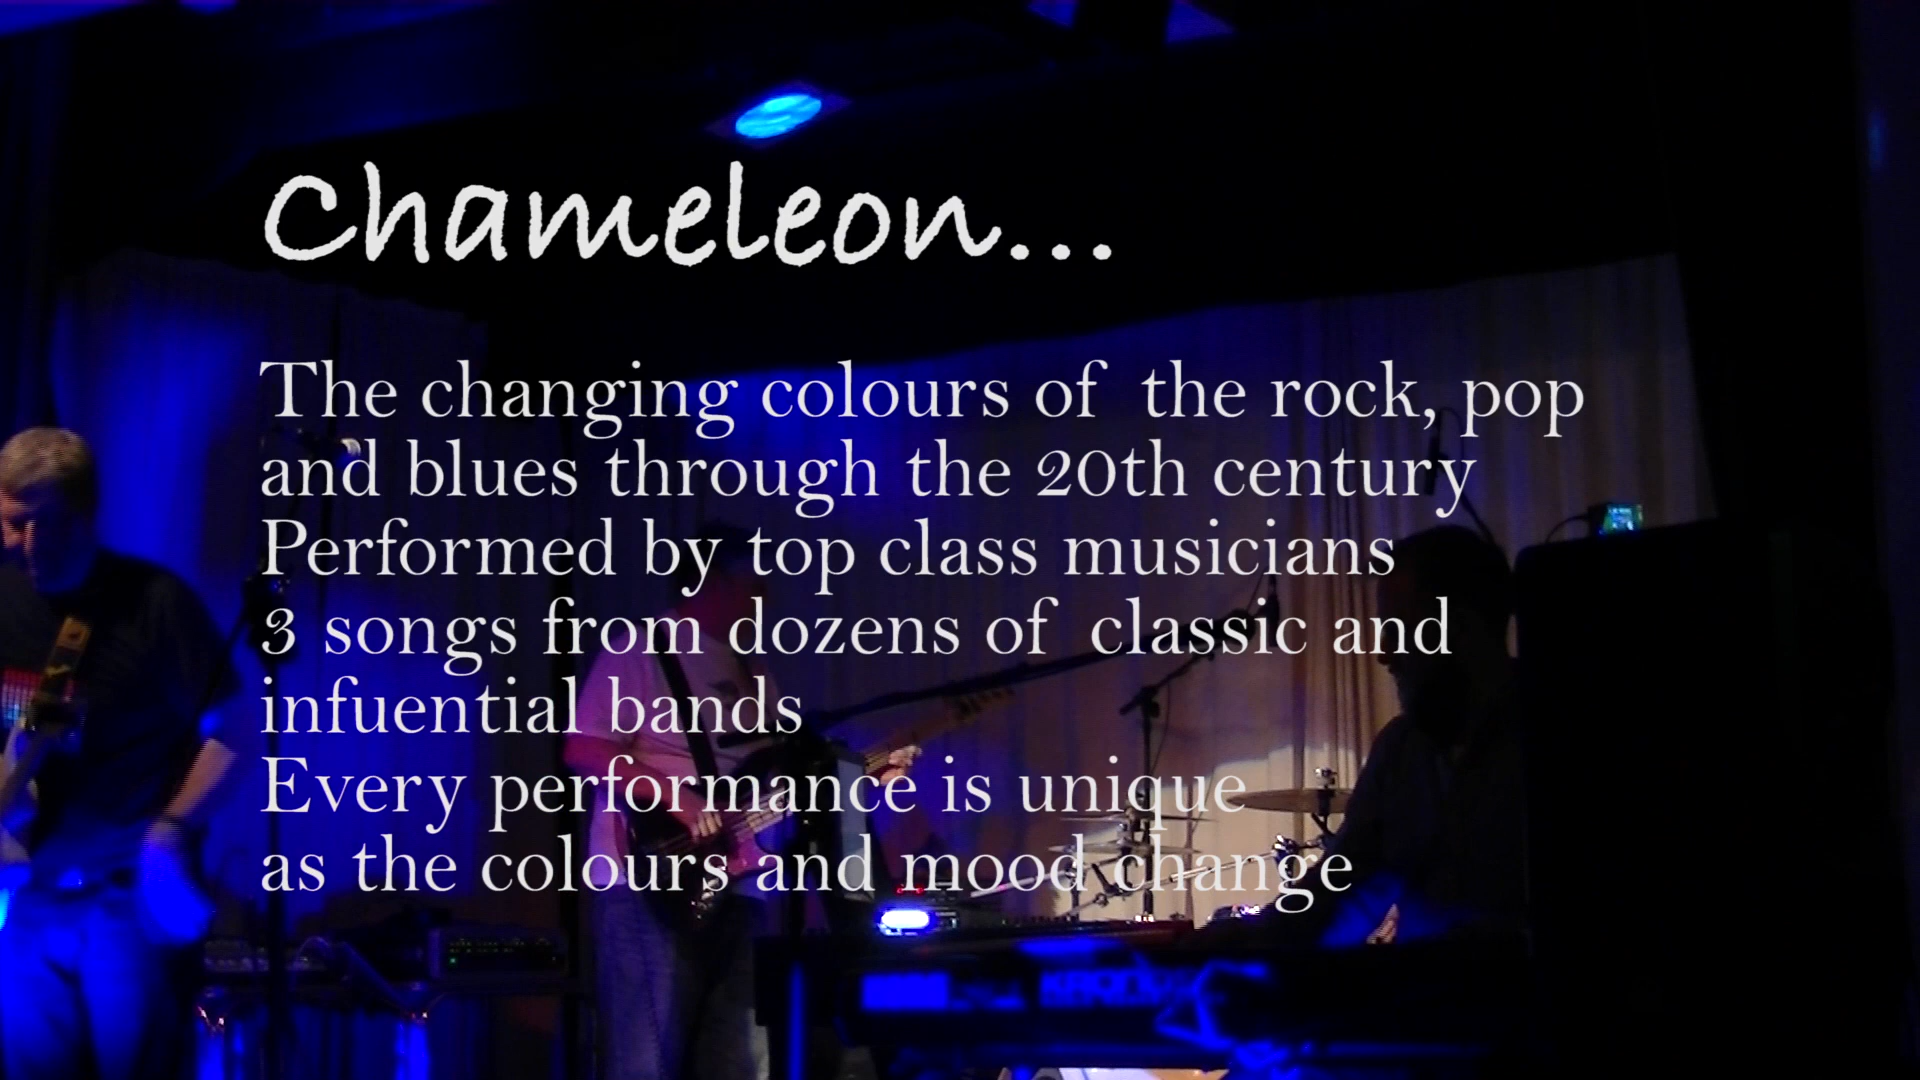 Chameleon...
The changing colours of the rock, pop
and blues through the 20th century
Performed by top class musicians
3 songs from dozens of classic and
infuential bands
Every performance is unique
as the colours and mood change
KRONOS